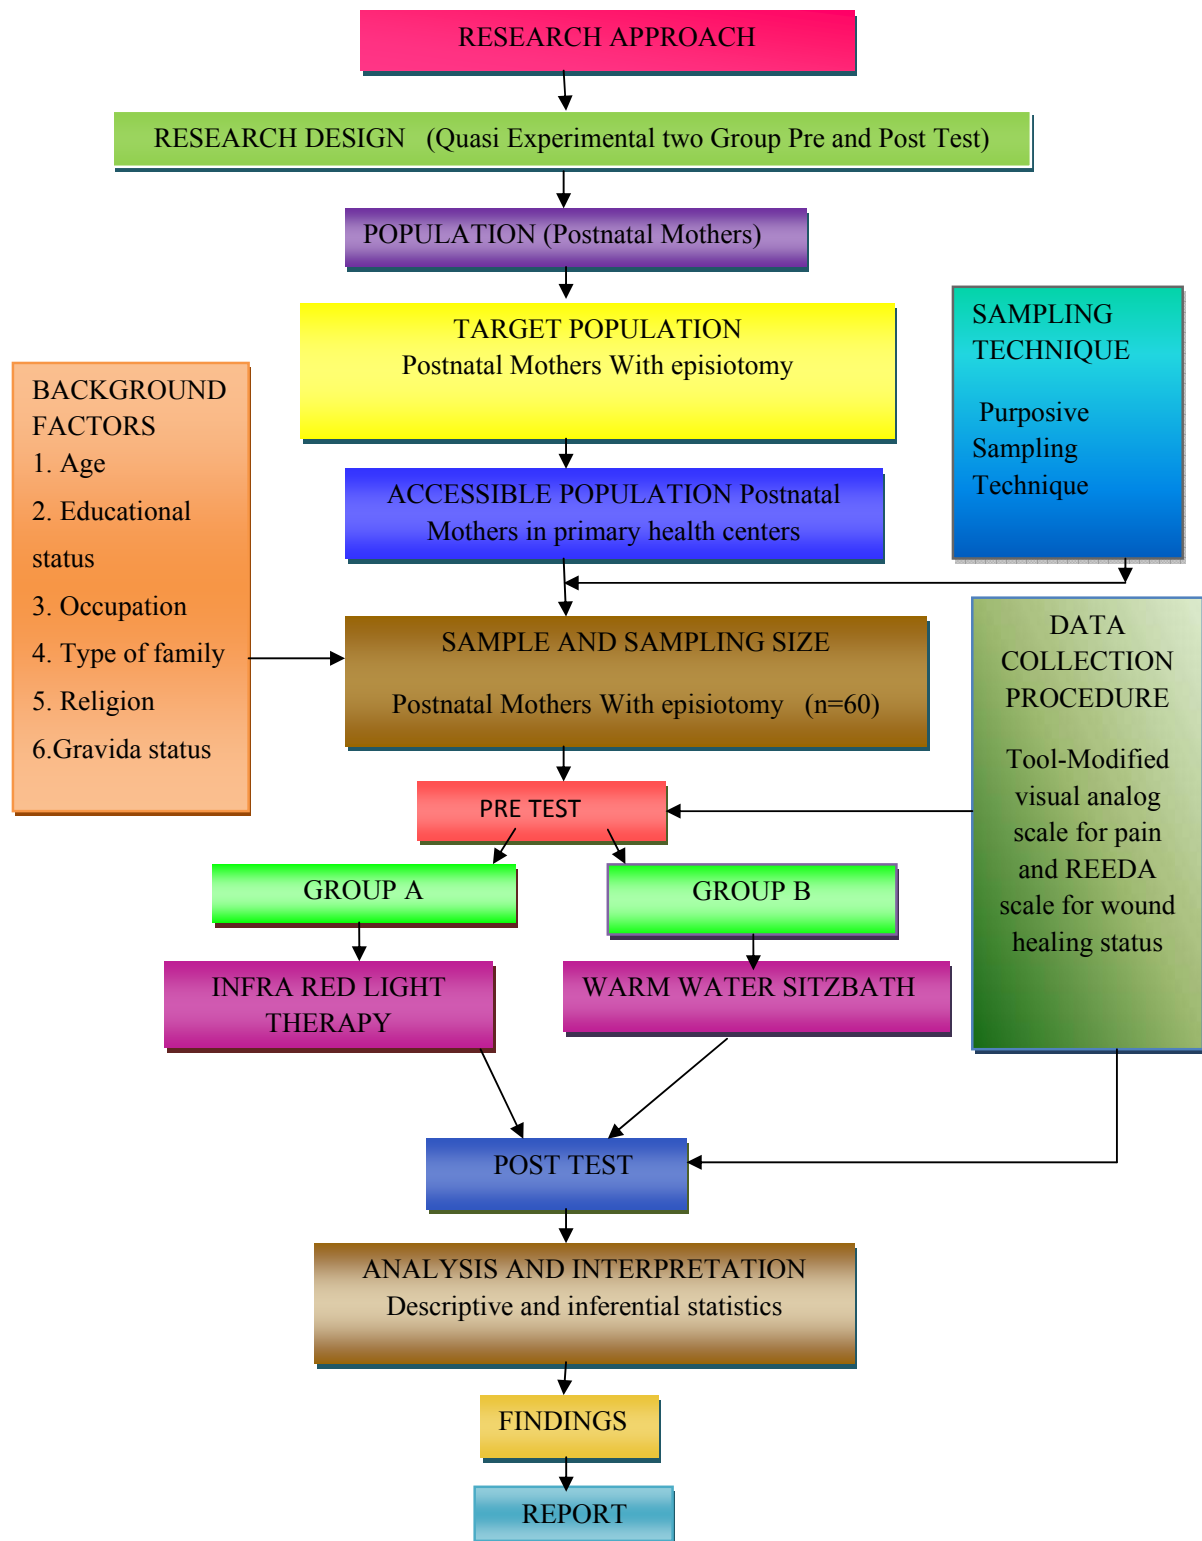 RESEARCH APPROACH
RESEARCH DESIGN (Quasi Experimental two Group Pre and Post Test)
POPULATION (Postnatal Mothers)
TARGET POPULATION
Postnatal Mothers With episiotomy
SAMPLING
TECHNIQUE
Purposive
Sampling
Technique
BACKGROUND
FACTORS
1. Age
2. Educational
status
3. Occupation
4. Type of family
5. Religion
6.Gravida status
ACCESSIBLE POPULATION Postnatal
Mothers in primary health centers
SAMPLE AND SAMPLING SIZE
Postnatal Mothers With episiotomy (n=60)
DATA
COLLECTION
PROCEDURE
Tool-Modified
visual analog
scale for pain
and REEDA
scale for wound
healing status
PRE TEST
GROUP A
GROUP B
INFRA RED LIGHT
THERAPY
WARM WATER SITZBATH
POST TEST
ANALYSIS AND INTERPRETATION
Descriptive and inferential statistics
FINDINGS
REPORT